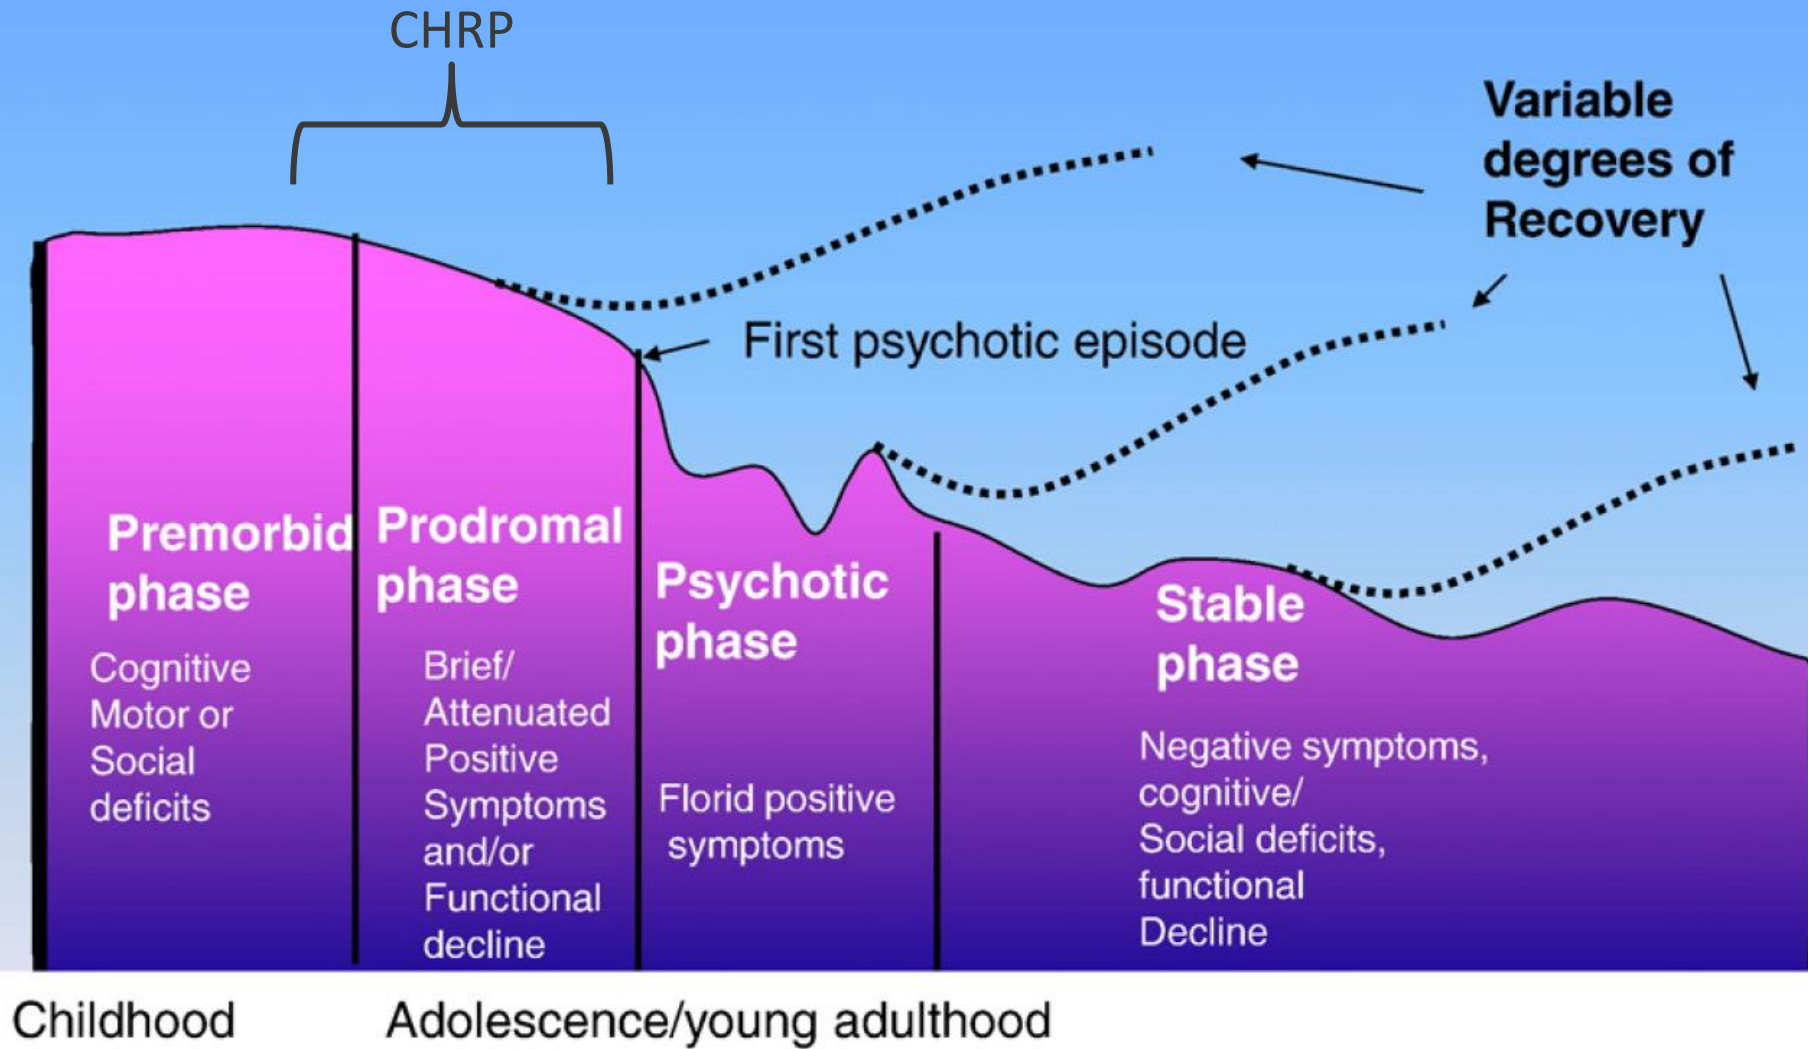 CHRP
Variable
degrees of
Recovery
First psychotic episode
Premorbid
phase
Cognitive
Motor or
Social
deficits
Prodromal
phase
Brief/
Attenuated
Positive
Symptoms
and/or
Functional
decline
Psychotic
phase
Florid positive
symptoms
Stable
phase
Negative symptoms,
cognitive/
Social deficits,
functional
Decline
Childhood
Adolescence/young adulthood